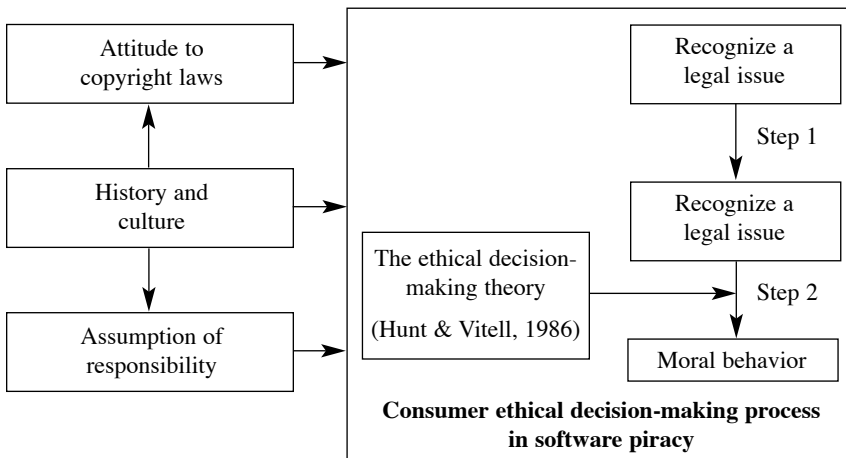 Attitude to
copyright laws
History and
culture
Assumption of
responsibility
Recognize a
legal issue
Step 1
Recognize a
legal issue
The ethical decision-
making theory
(Hunt & Vitell, 1986)
Step 2
Moral behavior
Consumer ethical decision-making process
in software piracy